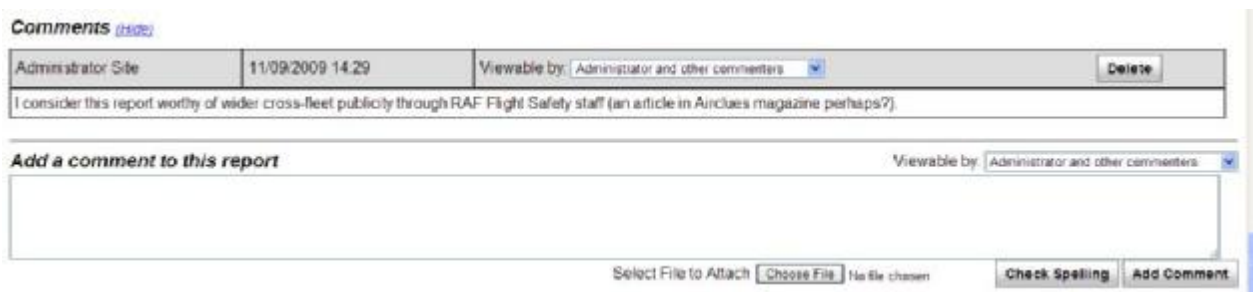 Comments (Hide)
Administrator Site 11/09/2009 14:29 Viewable by: Administrator and other commenters Delete
I consider this report worthy of wider cross-fleet publicity through RAF Flight Safety staff (an article in Airclues magazine perhaps?).
Add a comment to this report Viewable by: Administrator and other commenters
Select File to Attach Choose File No file chosen Check Spelling Add Comment